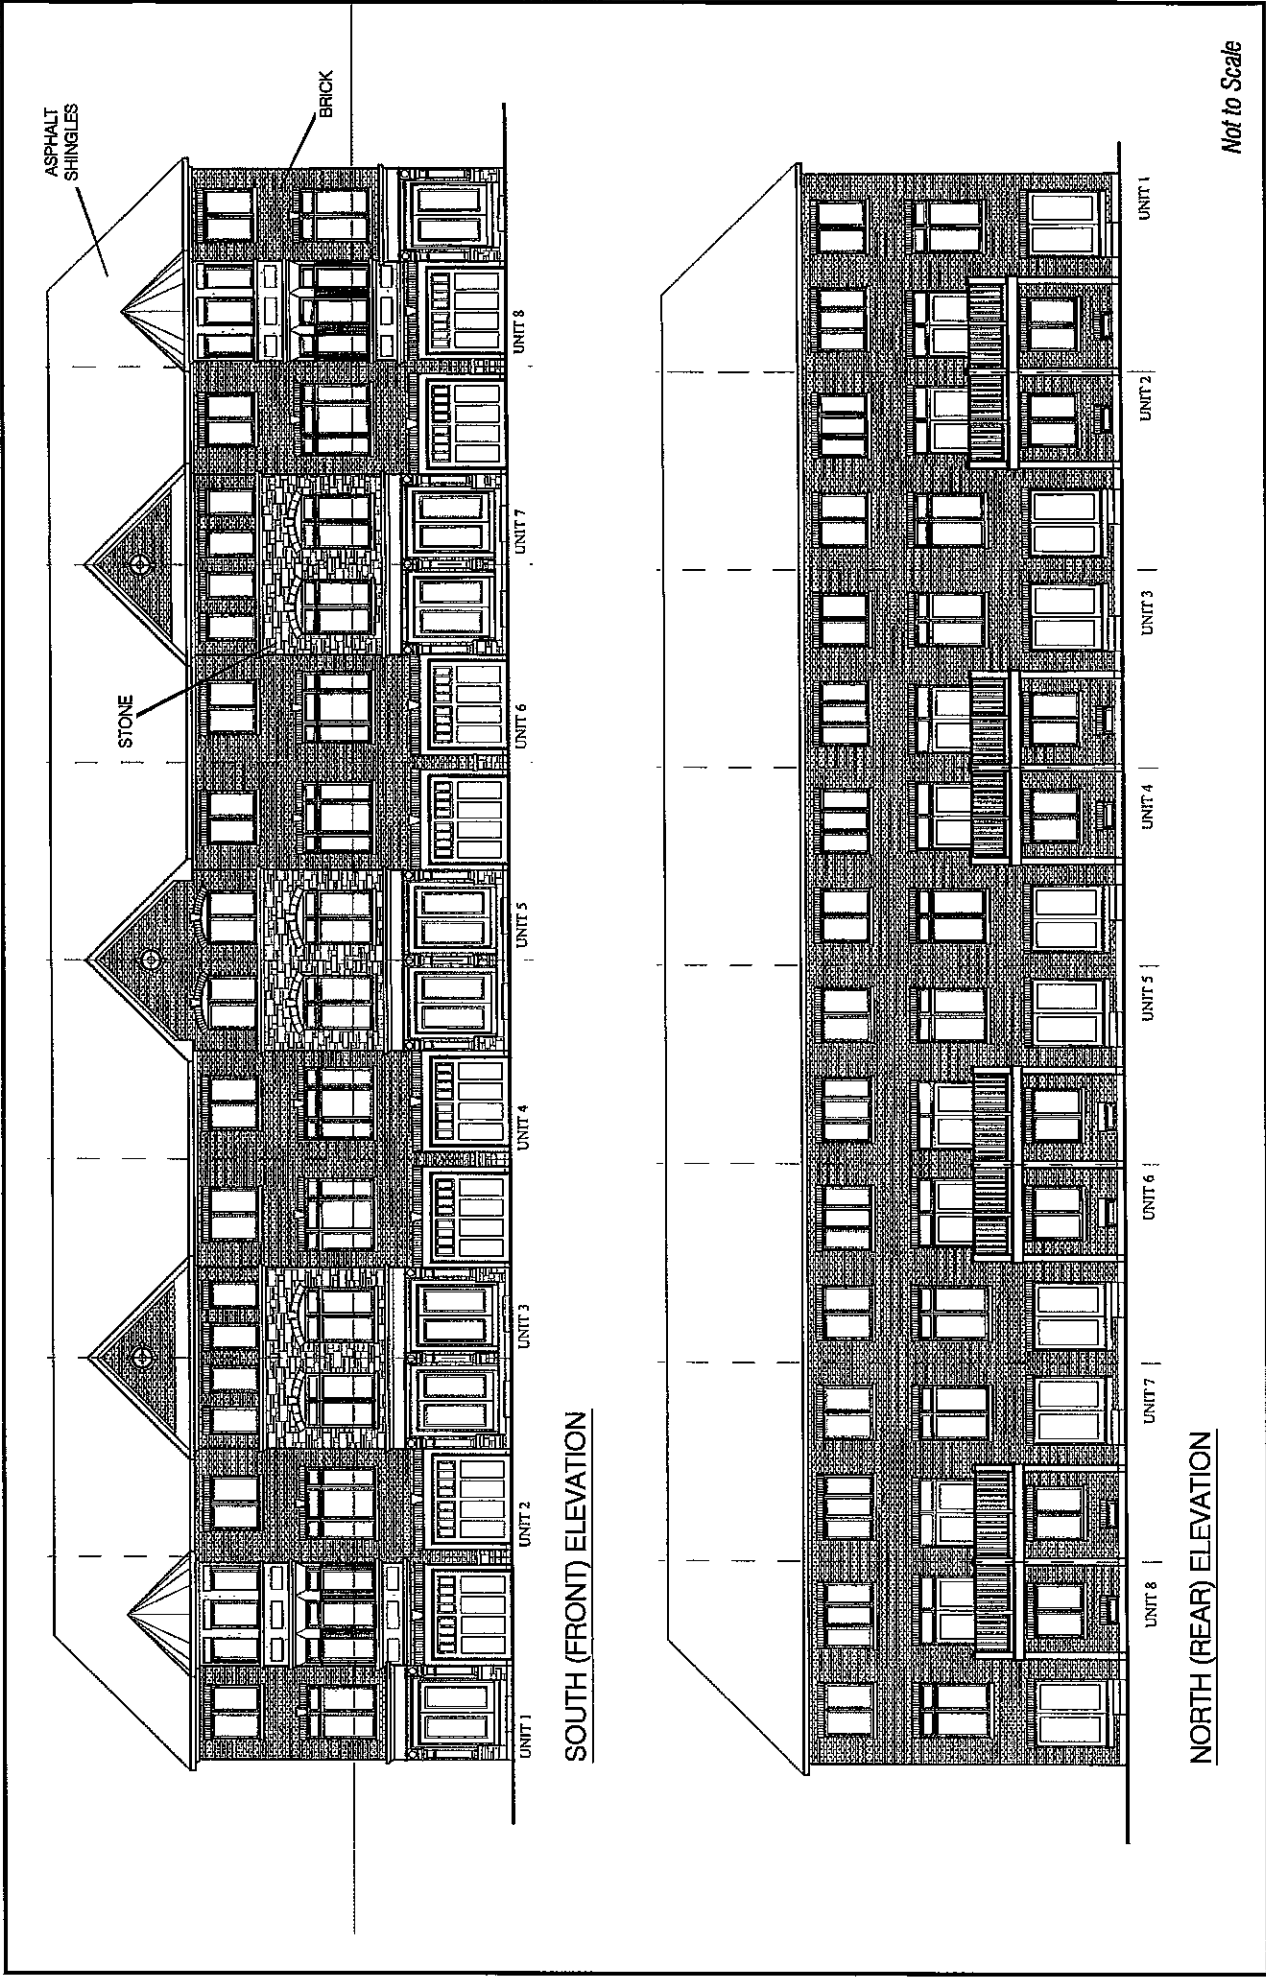 ASPHALT
SHINGLES
BRICK
STONE
UNIT 1
UNIT 2
UNIT 3
UNIT 4
UNIT 5
UNIT 6
UNIT 7
UNIT 8
SOUTH (FRONT) ELEVATION
UNIT 8
UNIT 7
UNIT 6
UNIT 5
UNIT 4
UNIT 3
UNIT 2
UNIT 1
NORTH (REAR) ELEVATION
Not to Scale